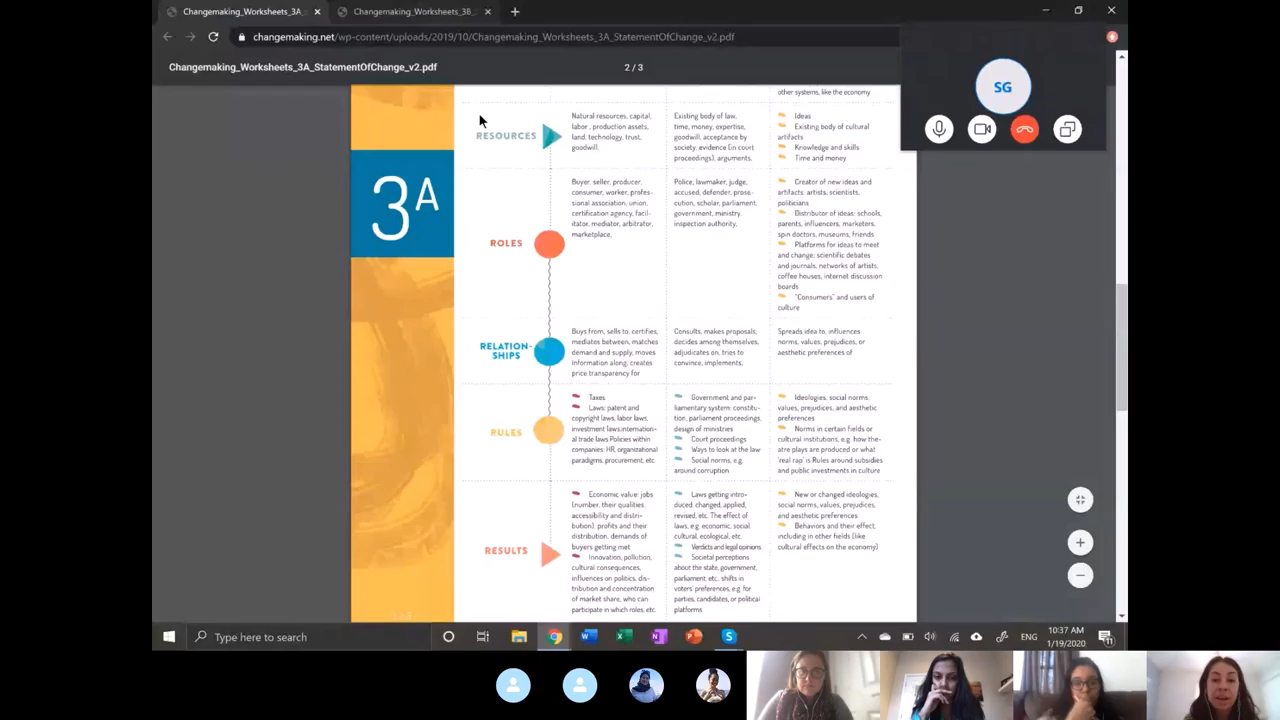 Changemaking_Worksheets_3A_
Changemaking_Worksheets_3B_
changemaking.net/wp-content/uploads/2019/10/Changemaking_Worksheets_3A_StatementOfChange_v2.pdf
Changemaking_Worksheets_3A_StatementOfChange_v2.pdf
2 / 3
SG
3A
other systems, like the economy
RESOURCES
Natural resources, capital,
labor , production assets,
land, technology, trust,
goodwill.
Existing body of law,
time, money, expertise,
goodwill, acceptance by
society, evidence (in court
proceedings), arguments,
Ideas
Existing body of cultural
artifacts
Knowledge and skills
Time and money
ROLES
Buyer, seller, producer,
consumer, worker, profes-
sional association, union,
certification agency, facil-
itator, mediator, arbitrator,
marketplace,
Police, lawmaker, judge,
accused, defender, prose-
cution, scholar, parliament,
government, ministry,
inspection authority,
Creator of new ideas and
artifacts: artists, scientists,
politicians
Distributor of ideas: schools,
parents, influencers, marketers,
spin doctors, museums, friends
Platforms for ideas to meet
and change: scientific debates
and journals, networks of artists,
coffee houses, internet discussion
boards
"Consumers" and users of
culture
RELATION-
SHIPS
Buys from, sells to, certifies,
mediates between, matches
demand and supply, moves
information along, creates
price transparency for
Consults, makes proposals,
decides among themselves,
adjudicates on, tries to
convince, implements,
Spreads idea to, influences
norms, values, prejudices, or
aesthetic preferences of
RULES
Taxes
Laws: patent and
copyright laws, labor laws,
investment laws,internation-
al trade laws Policies within
companies: HR, organizational
paradigms, procurement, etc.
Government and par-
liamentary system: constitu-
tion, parliament proceedings,
design of ministries
Court proceedings
Ways to look at the law
Social norms, e.g.
around corruption
Ideologies, social norms,
values, prejudices, and aesthetic
preferences
Norms in certain fields or
cultural institutions, e.g. how the-
atre plays are produced or what
'real rap' is Rules around subsidies
and public investments in culture
RESULTS
Economic value: jobs
(number, their qualities
accessibility and distri-
bution), profits and their
distribution, demands of
buyers getting met
Innovation, pollution,
cultural consequences,
influences on politics, dis-
tribution and concentration
of market share, who can
participate in which roles, etc.
Laws getting intro-
duced, changed, applied,
revised, etc. The effect of
laws, e.g. economic, social,
cultural, ecological, etc.
Verdicts and legal opinions
Societal perceptions
about the state, government,
parliament, etc., shifts in
voters' preferences, e.g. for
parties, candidates, or political
platforms
New or changed ideologies,
social norms, values, prejudices,
and aesthetic preferences
Behaviors and their effect,
including in other fields (like
cultural effects on the economy)
Type here to search
ENG
10:37 AM
1/19/2020
11